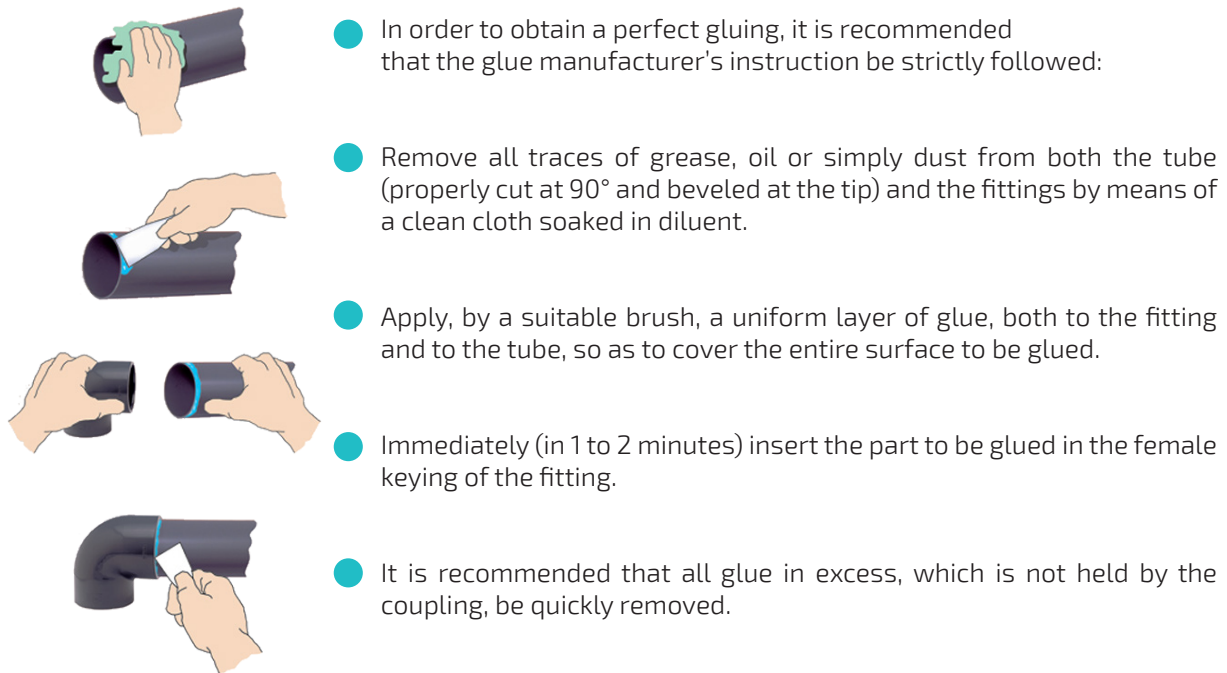 In order to obtain a perfect gluing, it is recommended
that the glue manufacturer’s instruction be strictly followed:
Remove all traces of grease, oil or simply dust from both the tube
(properly cut at 90° and beveled at the tip) and the fittings by means of
a clean cloth soaked in diluent.
Apply, by a suitable brush, a uniform layer of glue, both to the fitting
and to the tube, so as to cover the entire surface to be glued.
Immediately (in 1 to 2 minutes) insert the part to be glued in the female
keying of the fitting.
It is recommended that all glue in excess, which is not held by the
coupling, be quickly removed.